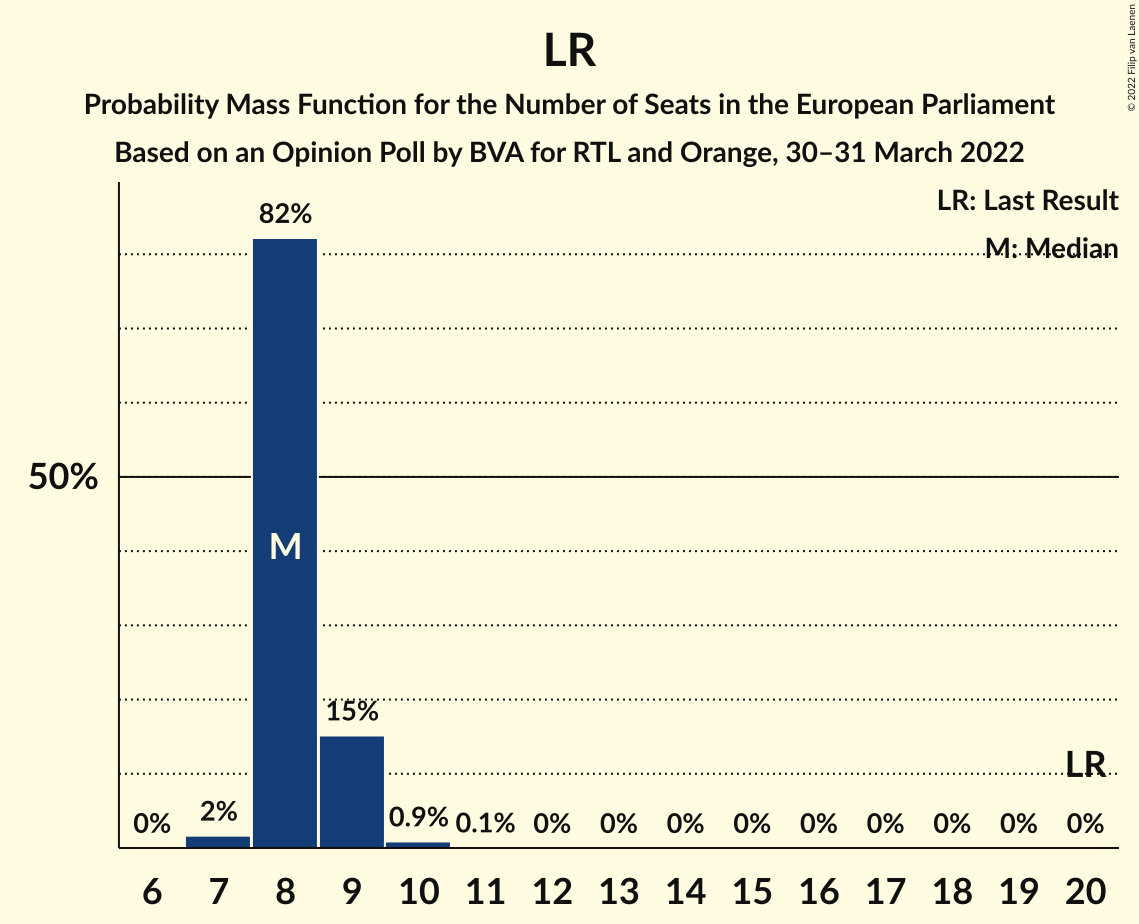 LR
Probability Mass Function for the Number of Seats in the European Parliament
Based on an Opinion Poll by BVA for RTL and Orange, 30–31 March 2022
© 2022 Filip van Laenen
LR: Last Result
M: Median
82%
50%
M
15%
LR
0%
2%
0.9%
0.1%
0%
0%
0%
0%
0%
0%
0%
0%
0%
6 7 8 9 10 11 12 13 14 15 16 17 18 19 20